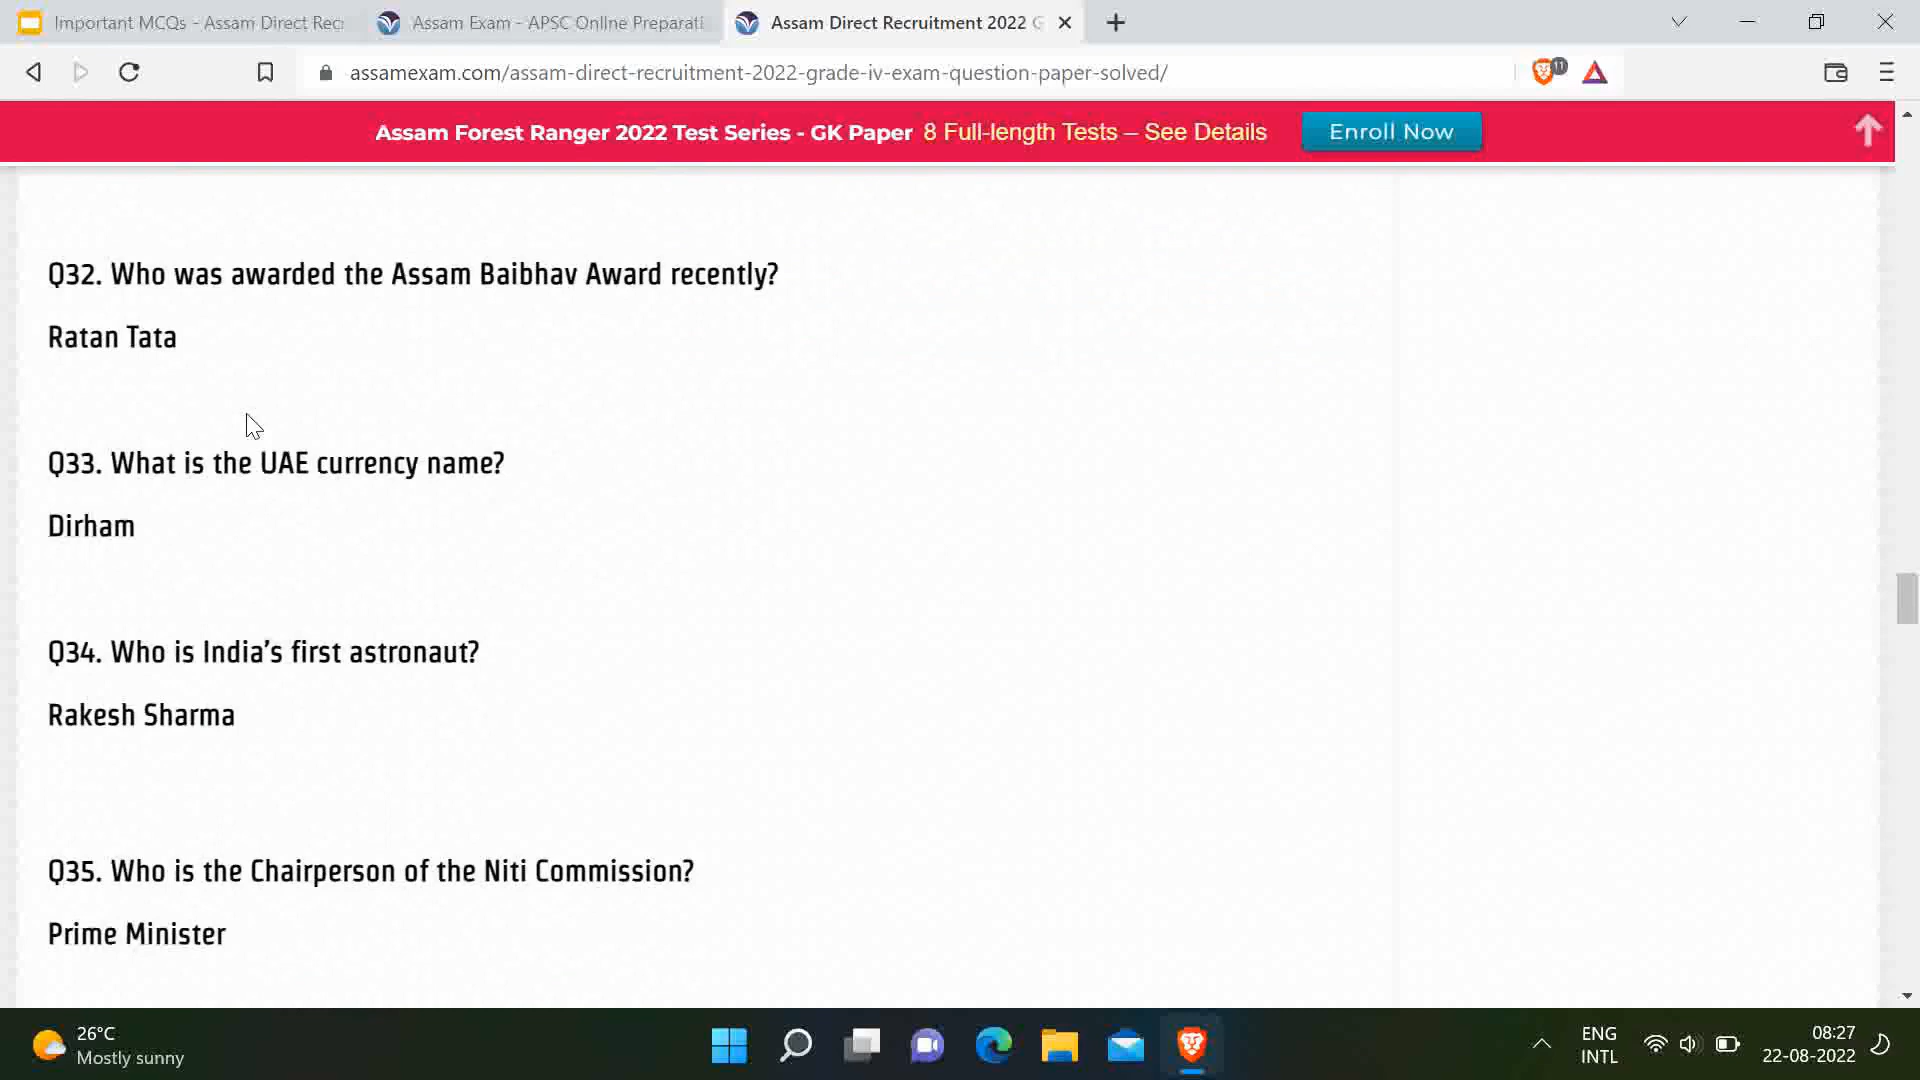 Important MCQs - Assam Direct Recr
Assam Exam - APSC Online Preparati
Assam Direct Recruitment 2022 G
assamexam.com/assam-direct-recruitment-2022-grade-iv-exam-question-paper-solved/
11
Assam Forest Ranger 2022 Test Series - GK Paper 8 Full-length Tests – See Details
Enroll Now
Q32. Who was awarded the Assam Baibhav Award recently?
Ratan Tata
Q33. What is the UAE currency name?
Dirham
Q34. Who is India’s first astronaut?
Rakesh Sharma
Q35. Who is the Chairperson of the Niti Commission?
Prime Minister
26°C
Mostly sunny
ENG
INTL
08:27
22-08-2022